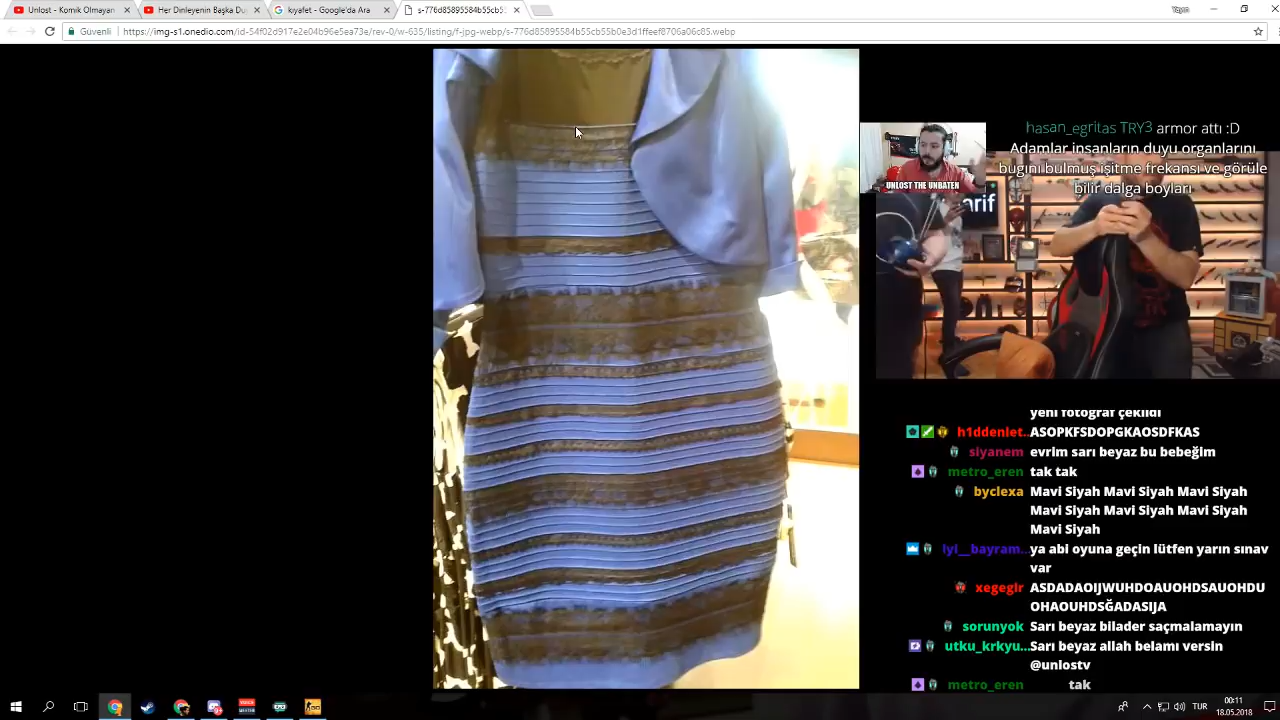 Unlost - Komik Olmayan
Her Dinleyenin Başka Du
kıyafet - Google'da Ara
s-776d85895584b55cb5
Yaşın
Güvenli
https://img-s1.onedio.com/id-54f02d917e2e04b96e5ea73e/rev-0/w-635/listing/f-jpg-webp/s-776d85895584b55cb55b0e3d1ffeef8706a06c85.webp
hasan_egritas TRY3 armor attı :D
Adamlar insanların duyu organlarını
bugını bulmuş işitme frekansı ve görüle
bilir dalga boyları
UNLOST THE UNBATEN
arif
yeni fotoğraf çekildi
h1ddenlet.. ASOPKFSDOPGKAOSDFKAS
siyanem evrim sarı beyaz bu bebeğim
metro_eren tak tak
byclexa Mavi Siyah Mavi Siyah Mavi Siyah
Mavi Siyah Mavi Siyah Mavi Siyah
Mavi Siyah
iyi__bayram... ya abi oyuna geçin lütfen yarın sınav
var
xegegir ASDADAOIJWUHDOAUOHDSAUOHDU
OHAOUHDSĞADASIJA
sorunyok Sarı beyaz bilader saçmalamayın
utku_krkyu... Sarı beyaz allah belamı versin
@unlostv
metro_eren tak
TUR
00:11
18.05.2018